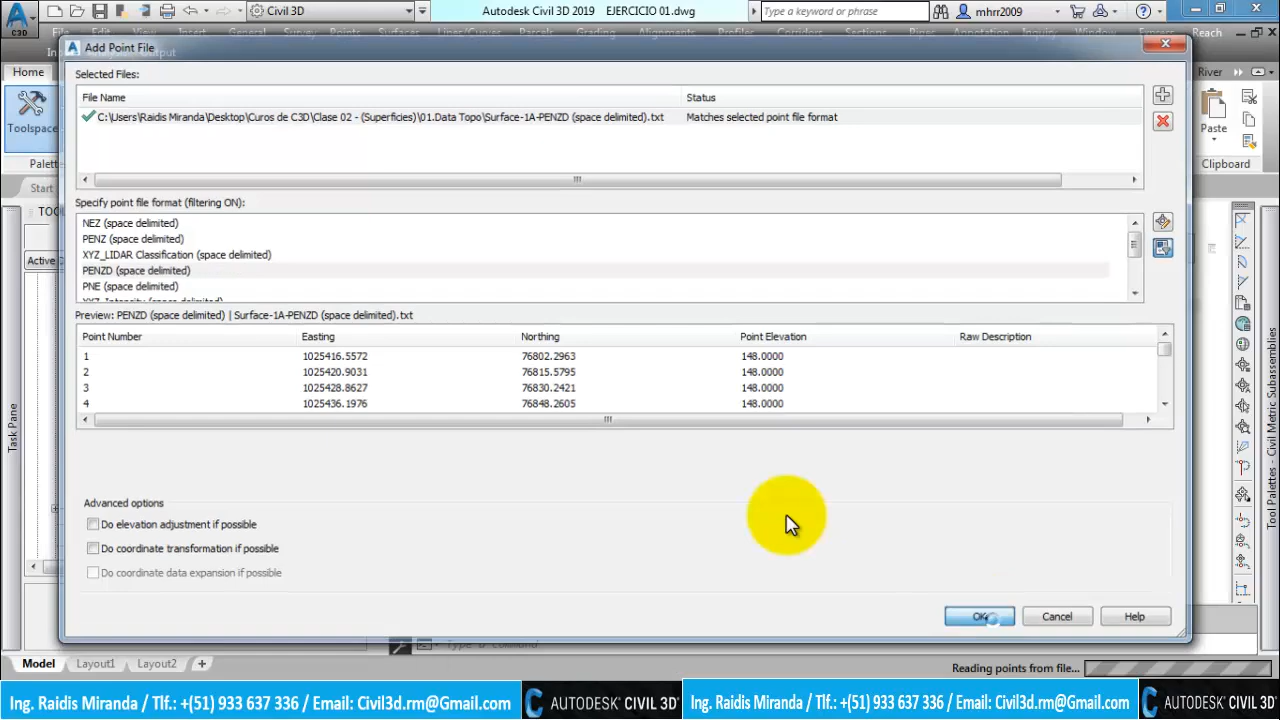 Civil 3D
Autodesk Civil 3D 2019 EJERCICIO 01.dwg
Type a keyword or phrase
mhrr2009
C3D
Add Point File
Home
River
Toolspace
Paste
Clipboard
Start
Selected Files:
File Name Status
C:\Users\Raidis Miranda\Desktop\Curos de C3D\Clase 02 - (Superficies)\01.Data Topo\Surface-1A-PENZD (space delimited).txt Matches selected point file format
Specify point file format (filtering ON):
NEZ (space delimited)
PENZ (space delimited)
XYZ_LIDAR Classification (space delimited)
PENZD (space delimited)
PNE (space delimited)
XYZ_Intensity (space delimited)
Preview: PENZD (space delimited) | Surface-1A-PENZD (space delimited).txt
Point Number Easting Northing Point Elevation Raw Description
1 1025416.5572 76802.2963 148.0000
2 1025420.9031 76815.5795 148.0000
3 1025428.8627 76830.2421 148.0000
4 1025436.1976 76848.2605 148.0000
Advanced options
Do elevation adjustment if possible
Do coordinate transformation if possible
Do coordinate data expansion if possible
OK Cancel Help
Task Pane
Tool Palettes - Civil Metric Subassemblies
Model Layout1 Layout2
Reading points from file...
Ing. Raidis Miranda / Tlf.: +(51) 933 637 336 / Email: Civil3d.rm@Gmail.com AUTODESK® CIVIL 3D® Ing. Raidis Miranda / Tlf.: +(51) 933 637 336 / Email: Civil3d.rm@Gmail.com AUTODESK® CIVIL 3D